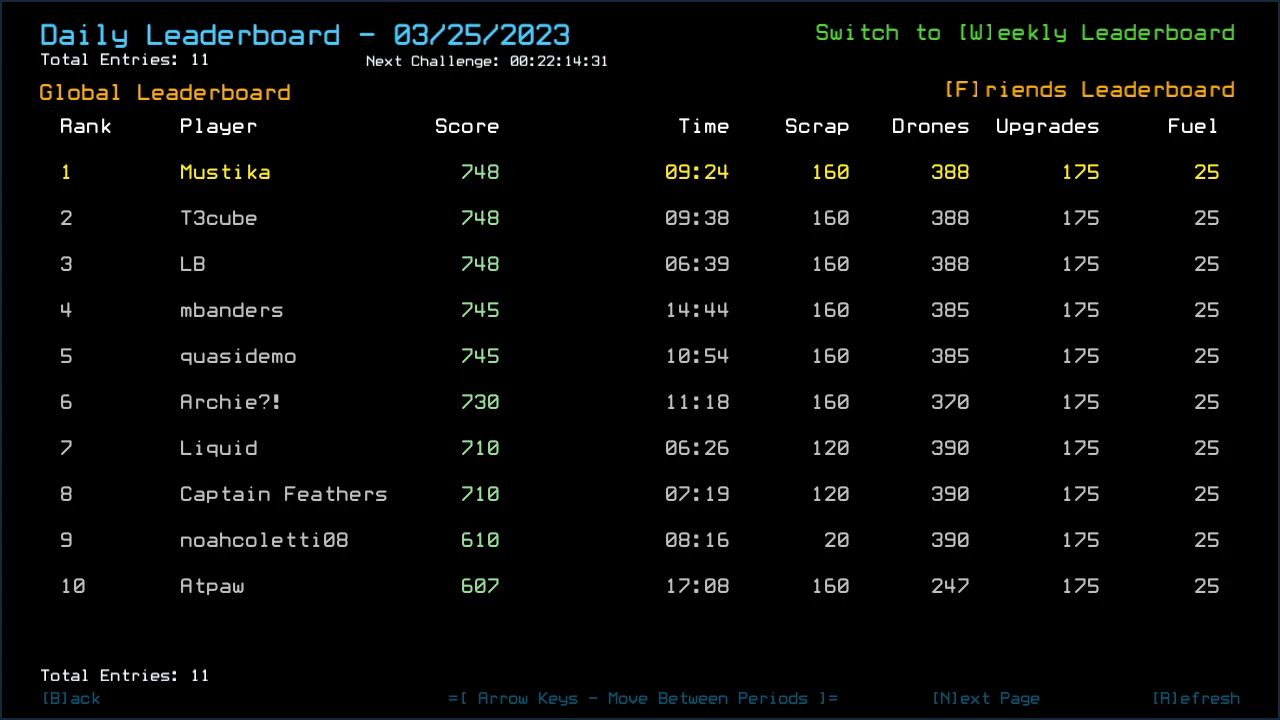 Daily Leaderboard - 03/25/2023 Switch to [W]eekly Leaderboard
Total Entries: 11 Next Challenge: 00:22:14:31
Global Leaderboard [F]riends Leaderboard
Rank Player Score Time Scrap Drones Upgrades Fuel
1 Mustika 748 09:24 160 388 175 25
2 T3cube 748 09:38 160 388 175 25
3 LB 748 06:39 160 388 175 25
4 mbanders 745 14:44 160 385 175 25
5 quasidemo 745 10:54 160 385 175 25
6 Archie?! 730 11:18 160 370 175 25
7 Liquid 710 06:26 120 390 175 25
8 Captain Feathers 710 07:19 120 390 175 25
9 noahcoletti08 610 08:16 20 390 175 25
10 Atpaw 607 17:08 160 247 175 25
Total Entries: 11
[B]ack =[ Arrow Keys - Move Between Periods ]= [N]ext Page [R]efresh